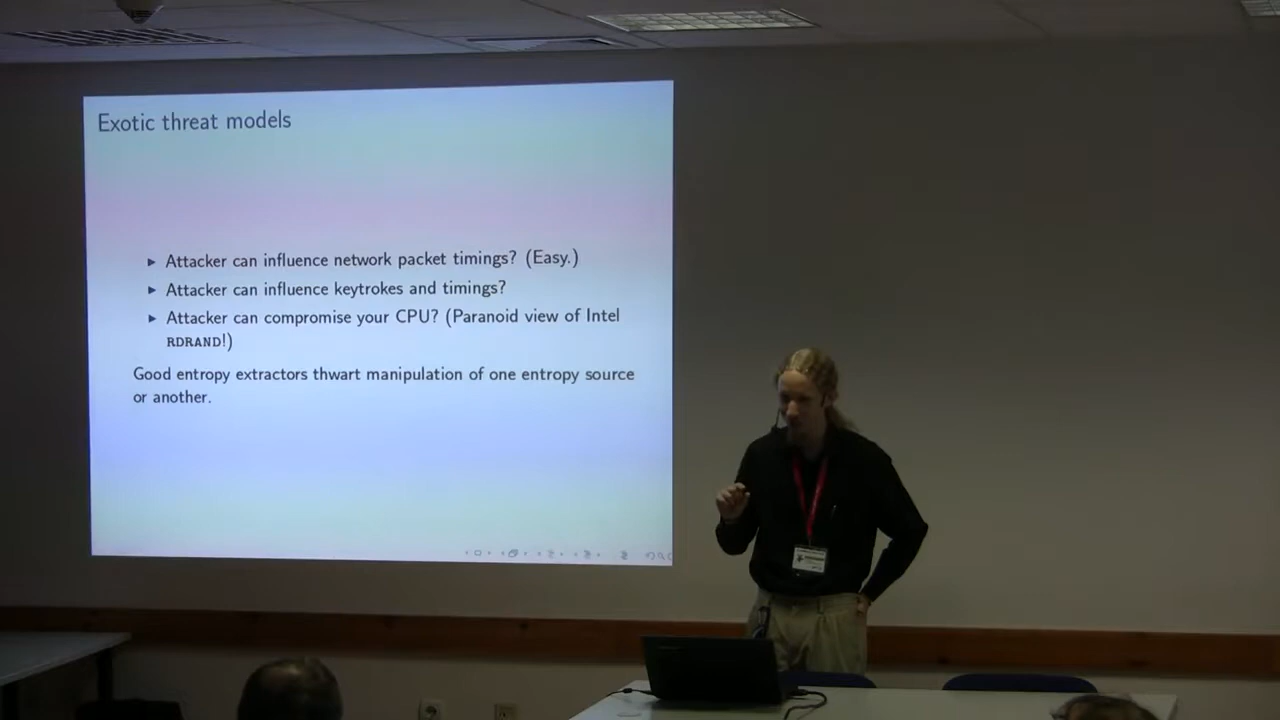 Exotic threat models
▶ Attacker can influence network packet timings? (Easy.)
▶ Attacker can influence keytrokes and timings?
▶ Attacker can compromise your CPU? (Paranoid view of Intel
RDRAND!)
Good entropy extractors thwart manipulation of one entropy source
or another.